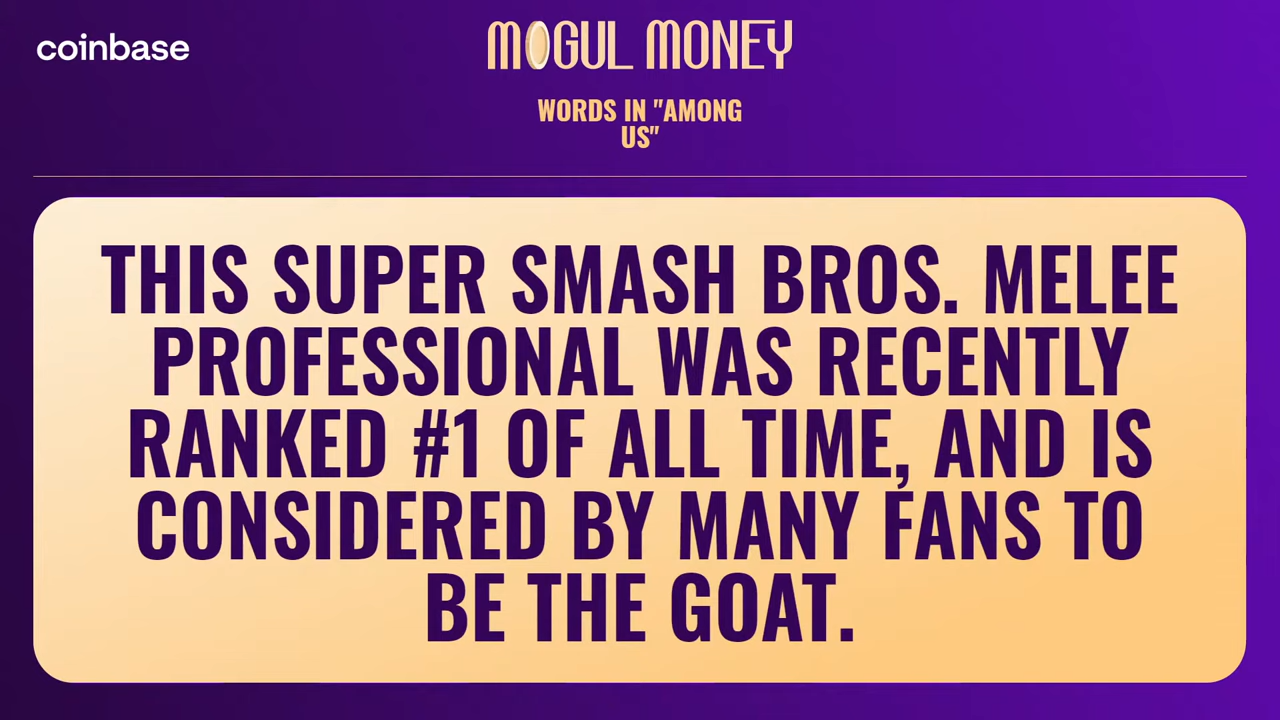 coinbase
MOGUL MONEY
WORDS IN "AMONG
US"
THIS SUPER SMASH BROS. MELEE
PROFESSIONAL WAS RECENTLY
RANKED #1 OF ALL TIME, AND IS
CONSIDERED BY MANY FANS TO
BE THE GOAT.